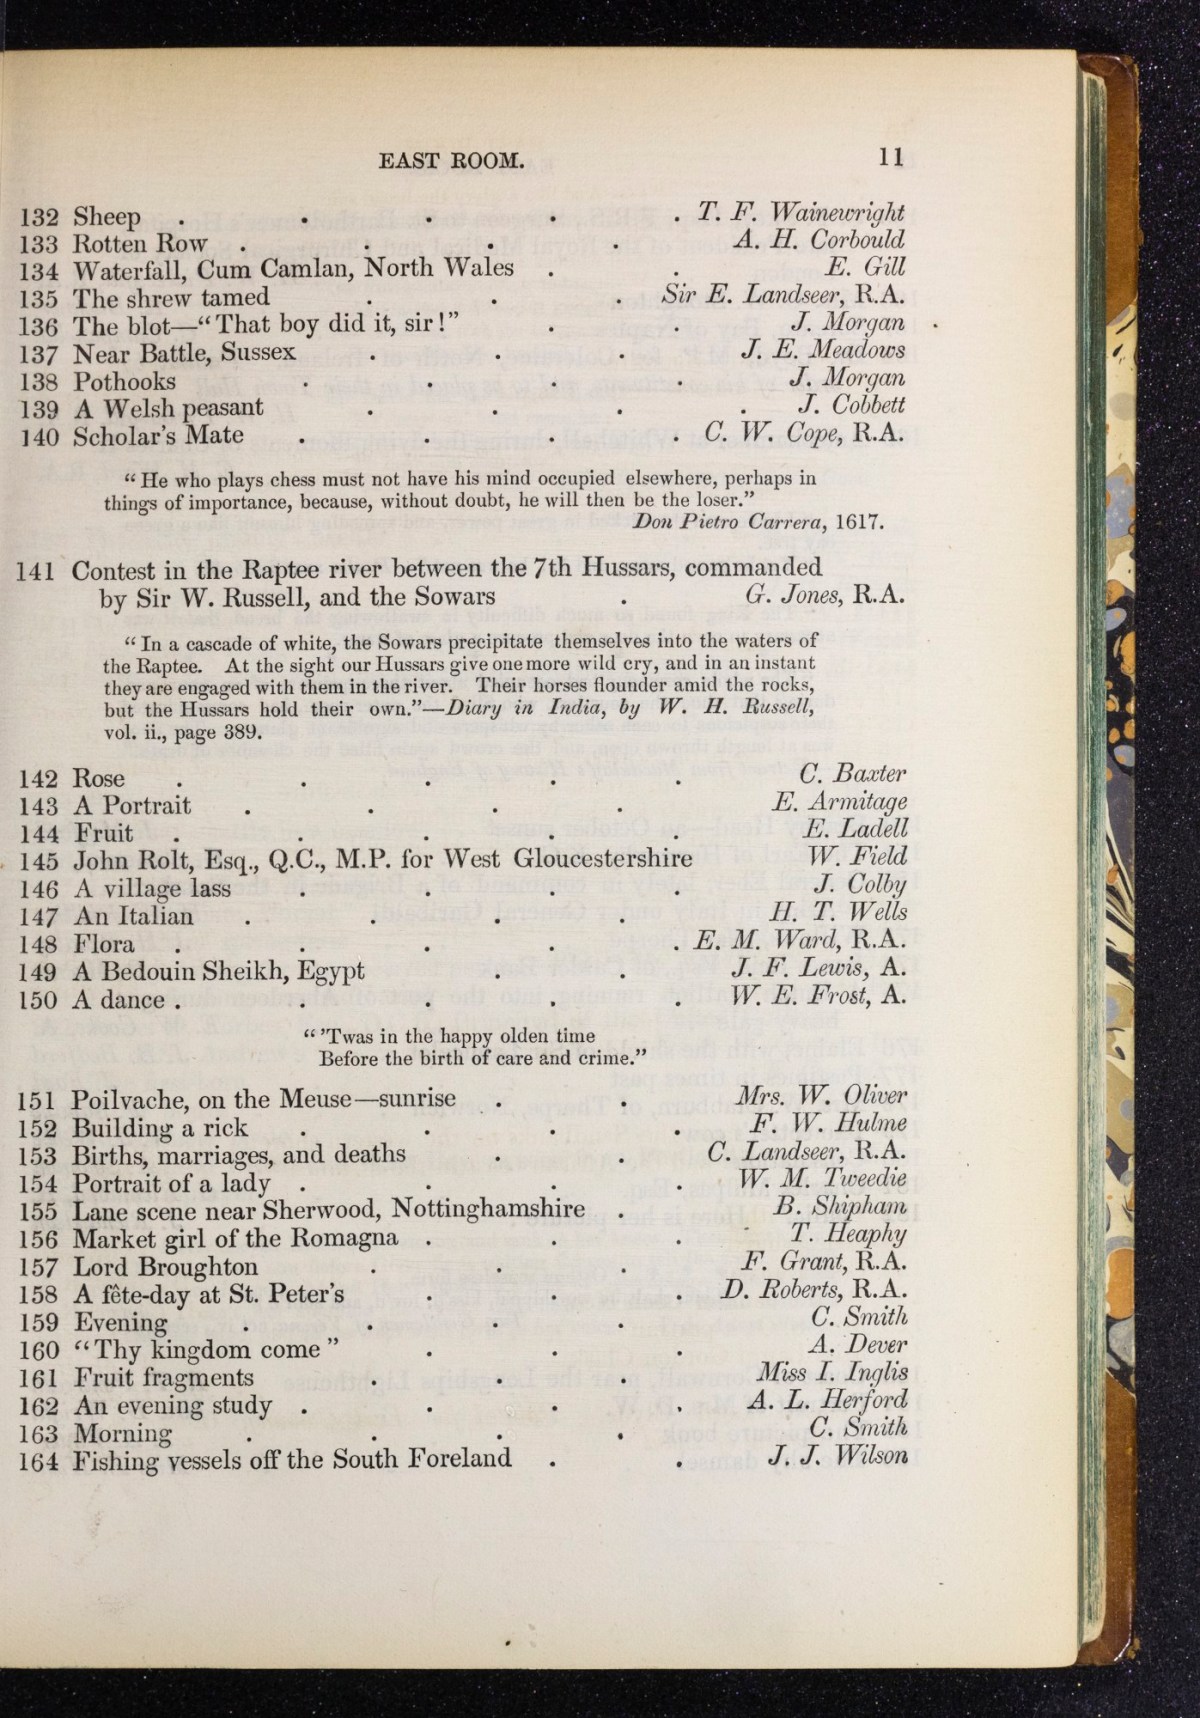 EAST ROOM. 11
132 Sheep . . . . . T. F. Wainewright
133 Rotten Row . . . . A. H. Corbould
134 Waterfall, Cum Camlan, North Wales . . E. Gill
135 The shrew tamed . . . Sir E. Landseer, R.A.
136 The blot—“That boy did it, sir!” . . J. Morgan
137 Near Battle, Sussex . . . J. E. Meadows
138 Pothooks . . . . J. Morgan
139 A Welsh peasant . . . . J. Cobbett
140 Scholar's Mate . . . . C. W. Cope, R.A.
“He who plays chess must not have his mind occupied elsewhere, perhaps in
things of importance, because, without doubt, he will then be the loser.”
Don Pietro Carrera, 1617.
141 Contest in the Raptee river between the 7th Hussars, commanded
by Sir W. Russell, and the Sowars . G. Jones, R.A.
“In a cascade of white, the Sowars precipitate themselves into the waters of
the Raptee. At the sight our Hussars give one more wild cry, and in an instant
they are engaged with them in the river. Their horses flounder amid the rocks,
but the Hussars hold their own.”—Diary in India, by W. H. Russell,
vol. ii., page 389.
142 Rose . . . . . C. Baxter
143 A Portrait . . . . E. Armitage
144 Fruit . . . . . E. Ladell
145 John Rolt, Esq., Q.C., M.P. for West Gloucestershire W. Field
146 A village lass . . . . J. Colby
147 An Italian . . . . H. T. Wells
148 Flora . . . . . E. M. Ward, R.A.
149 A Bedouin Sheikh, Egypt . . J. F. Lewis, A.
150 A dance . . . . . W. E. Frost, A.
“'Twas in the happy olden time
Before the birth of care and crime.”
151 Poilvache, on the Meuse—sunrise . . Mrs. W. Oliver
152 Building a rick . . . . F. W. Hulme
153 Births, marriages, and deaths . C. Landseer, R.A.
154 Portrait of a lady . . . . W. M. Tweedie
155 Lane scene near Sherwood, Nottinghamshire . B. Shipham
156 Market girl of the Romagna . . . T. Heaphy
157 Lord Broughton . . . F. Grant, R.A.
158 A fête-day at St. Peter's . . . D. Roberts, R.A.
159 Evening . . . . C. Smith
160 “Thy kingdom come” . . . A. Dever
161 Fruit fragments . . . Miss I. Inglis
162 An evening study . . . . A. L. Herford
163 Morning . . . . C. Smith
164 Fishing vessels off the South Foreland . . J. J. Wilson